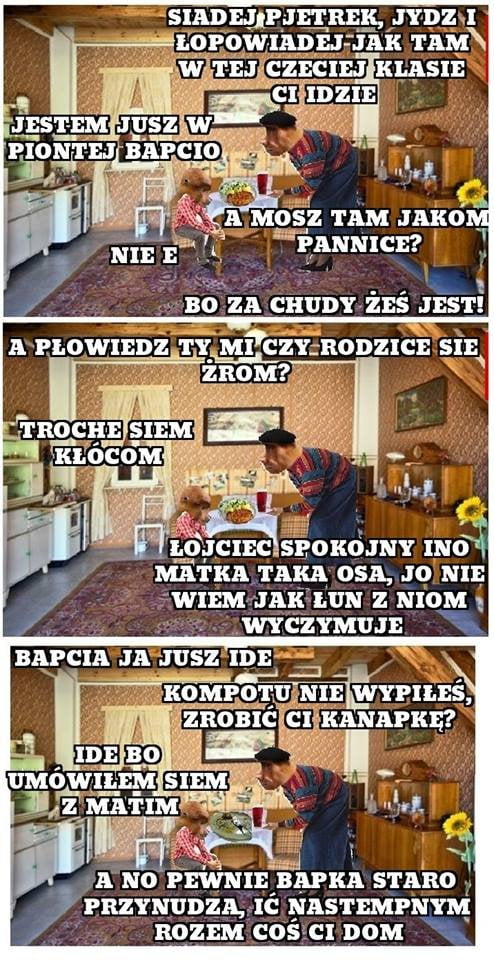 SIADEJ PJETREK, JYDZ I
ŁOPOWIADEJ JAK TAM
W TEJ CZECIEJ KLASIE
CI IDZIE
JESTEM JUSZ W
PIONTEJ BAPCIO
A MOSZ TAM JAKOM
PANNICE?
NIE E
BO ZA CHUDY ŻEŚ JEST!
A PŁOWIEDZ TY MI CZY RODZICE SIE
ŻROM?
TROCHE SIEM
KŁÓCOM
ŁOJCIEC SPOKOJNY INO
MATKA TAKA OSA, JO NIE
WIEM JAK ŁUN Z NIOM
WYCZYMUJE
BAPCIA JA JUSZ IDE
KOMPOTU NIE WYPIŁEŚ,
ZROBIĆ CI KANAPKĘ?
IDE BO
UMÓWIŁEM SIEM
Z MATIM
A NO PEWNIE BAPKA STARO
PRZYNUDZA, IĆ NASTEMPNYM
ROZEM COŚ CI DOM